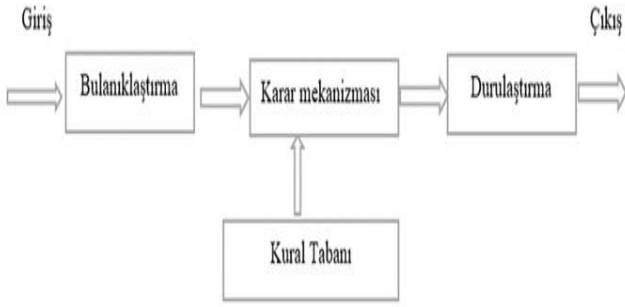 Giriş
Çıkış
Bulanıklaştırma
Karar mekanizması
Durulaştırma
Kural Tabanı